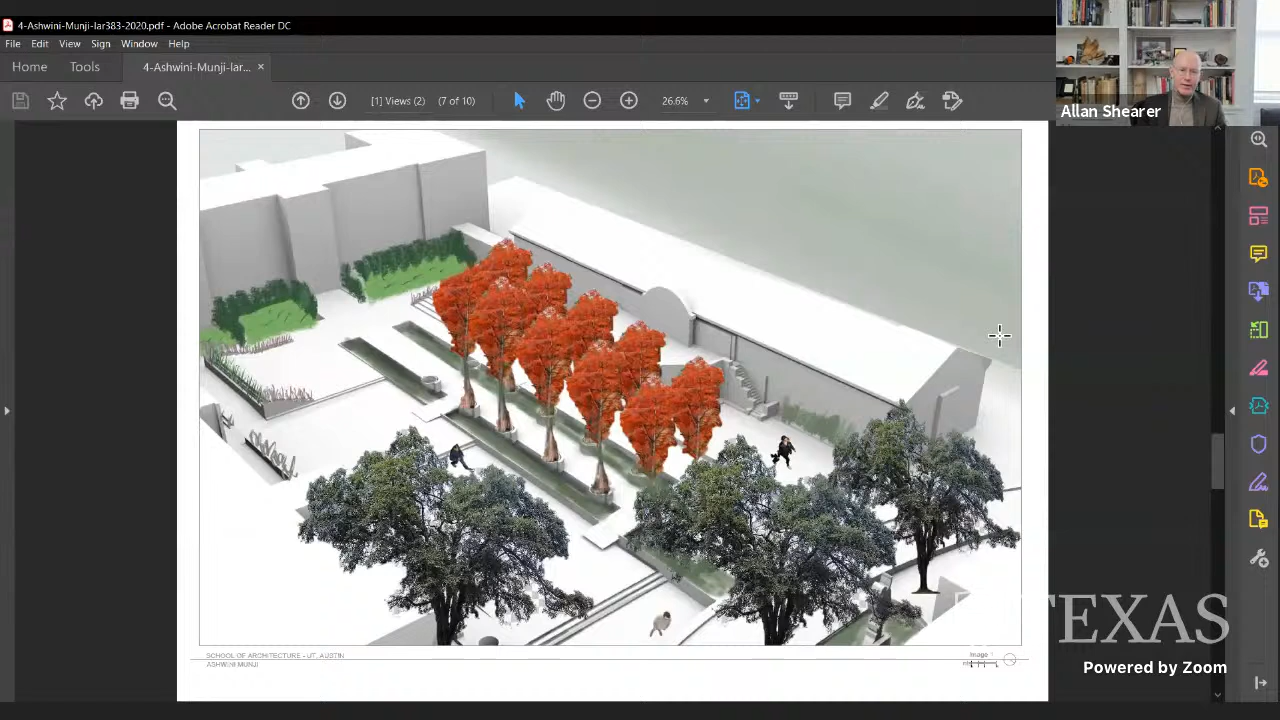 4-Ashwini-Munji-lar383-2020.pdf - Adobe Acrobat Reader DC
File Edit View Sign Window Help
Home Tools 4-Ashwini-Munji-lar... ×
[1] Views (2) (7 of 10) 26.6%
Allan Shearer
SCHOOL OF ARCHITECTURE - UT, AUSTIN
ASHWINI MUNJI
Image
TEXAS
Powered by Zoom